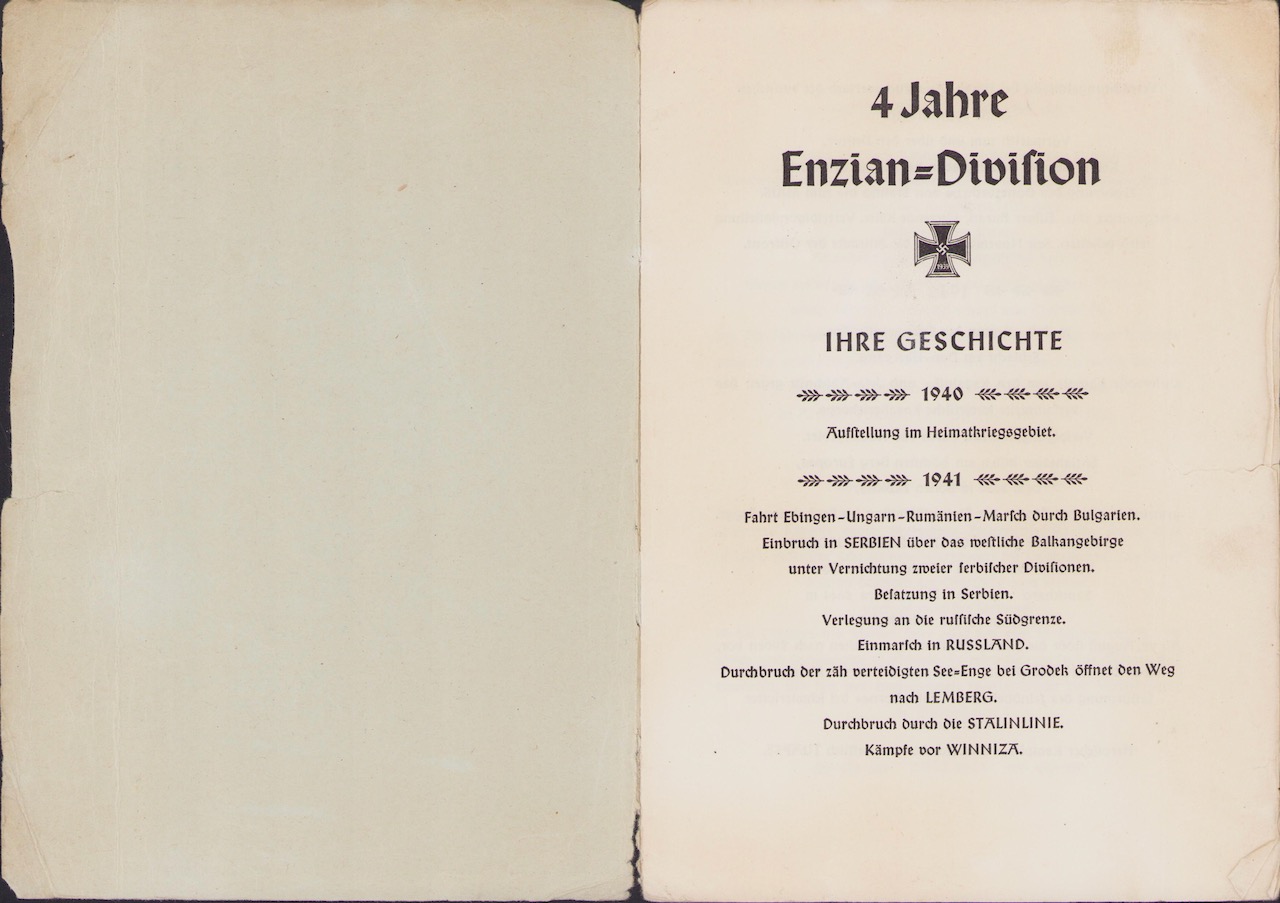 4 Jahre
Enzian=Diviſion
1939
IHRE GESCHICHTE
1940
Aufſtellung im Heimatkriegsgebiet.
1941
Fahrt Ebingen-Ungarn-Rumänien-Marſch durch Bulgarien.
Einbruch in SERBIEN über das weſtliche Balkangebirge
unter Vernichtung zweier ſerbiſcher Diviſionen.
Beſatzung in Serbien.
Verlegung an die ruſſiſche Südgrenze.
Einmarſch in RUSSLAND.
Durchbruch der zäh verteidigten See=Enge bei Grodek öffnet den Weg
nach LEMBERG.
Durchbruch durch die STALINLINIE.
Kämpfe vor WINNIZA.